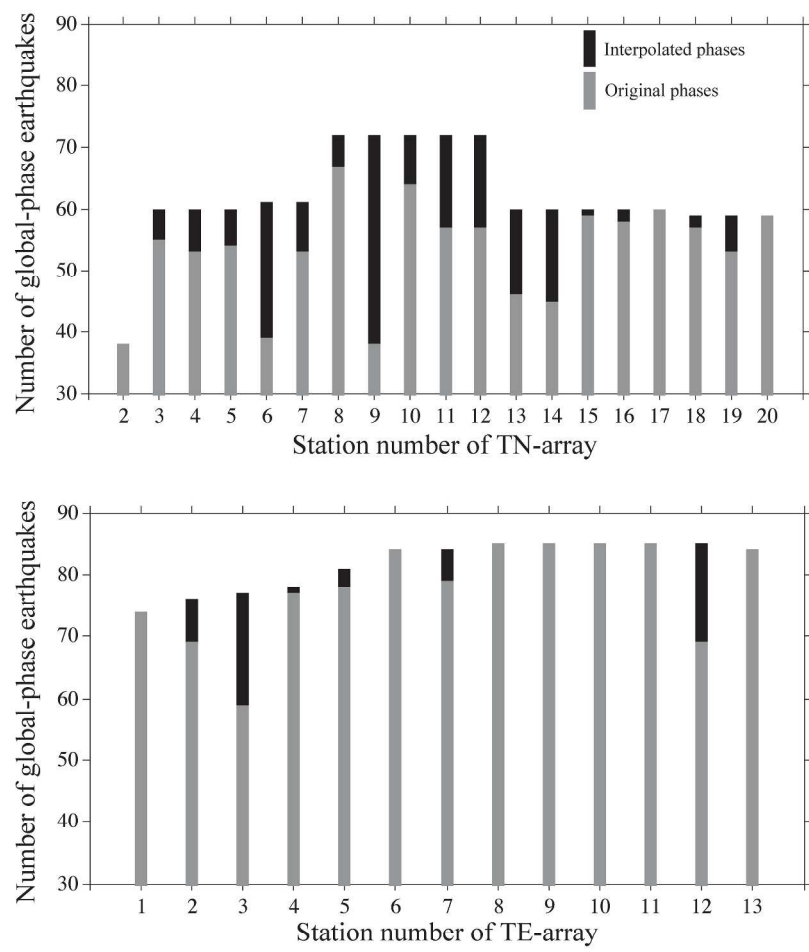 90
80
70
60
50
40
30
Number of global-phase earthquakes
Interpolated phases
Original phases
2 3 4 5 6 7 8 9 10 11 12 13 14 15 16 17 18 19 20
Station number of TN-array
90
80
70
60
50
40
30
Number of global-phase earthquakes
1 2 3 4 5 6 7 8 9 10 11 12 13
Station number of TE-array